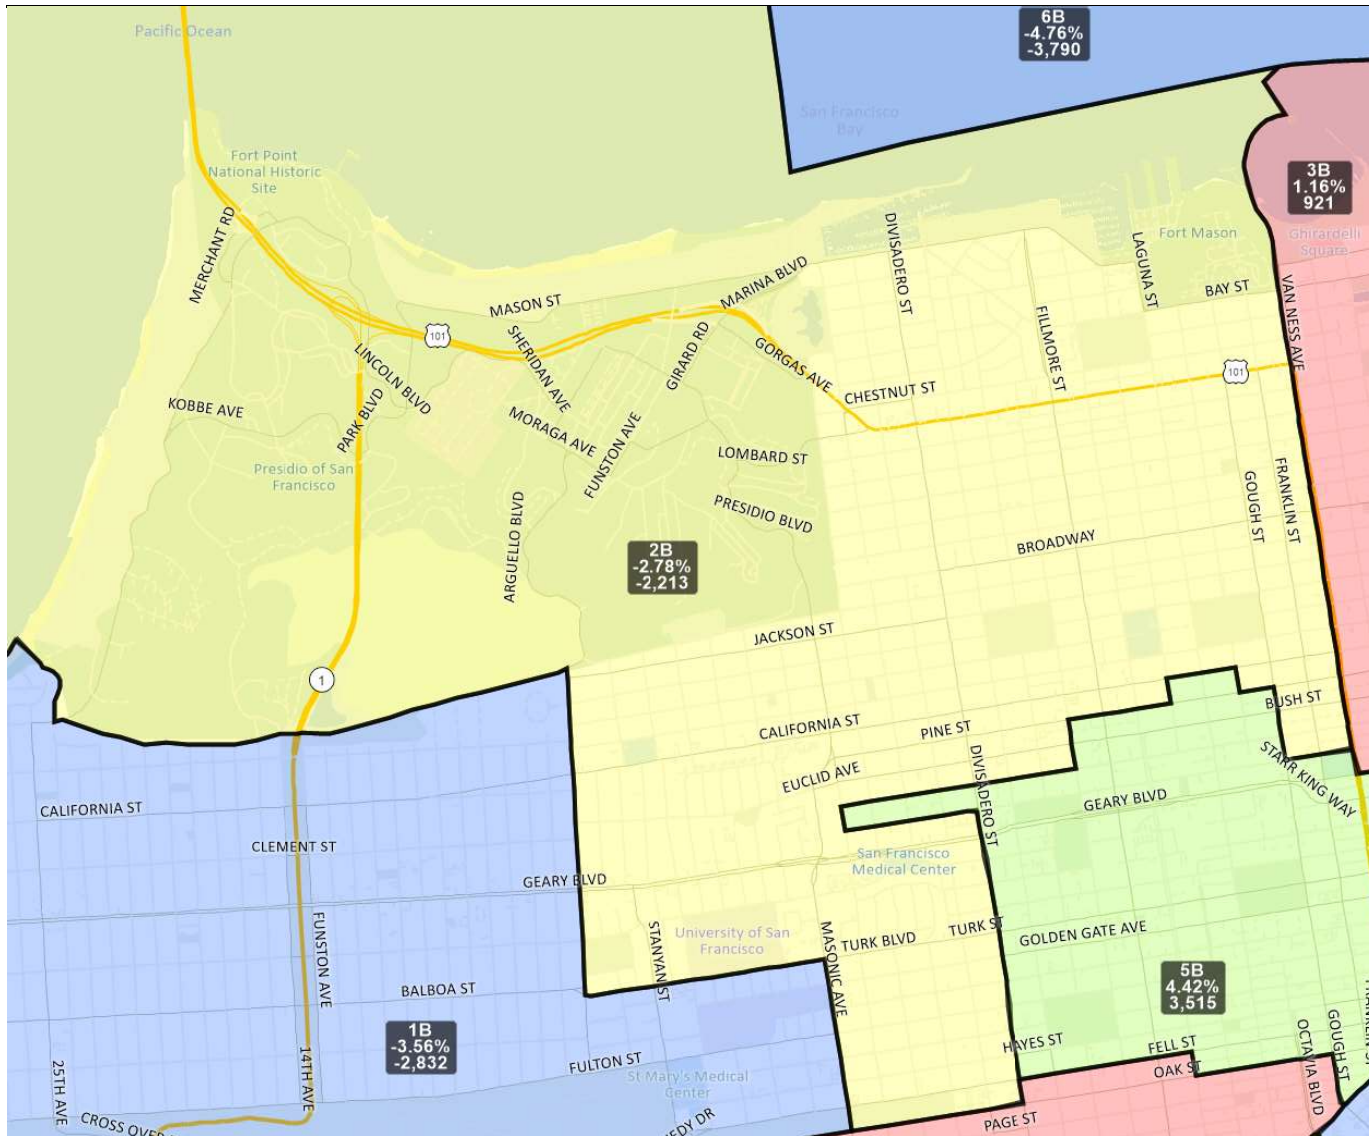 Pacific Ocean
6B
-4.76%
-3,790
San Francisco
Bay
Fort Point
National Historic
Site
3B
1.16%
921
MERCHANT RD
DIVISADERO ST
LAGUNA ST
Fort Mason
Ghirardelli
Square
MARINA BLVD
MASON ST
BAY ST
VAN NESS AVE
101
SHERIDAN AVE
GIRARD RD
GORGAS AVE
FILLMORE ST
LINCOLN BLVD
101
CHESTNUT ST
KOBBE AVE
PARK BLVD
MORAGA AVE
FUNSTON AVE
LOMBARD ST
Presidio of San
Francisco
ARGUELLO BLVD
PRESIDIO BLVD
GOUGH ST
FRANKLIN ST
2B
-2.78%
-2,213
BROADWAY
JACKSON ST
1
CALIFORNIA ST
PINE ST
BUSH ST
EUCLID AVE
DIVISADERO ST
STARR KING WAY
CALIFORNIA ST
GEARY BLVD
CLEMENT ST
San Francisco
Medical Center
GEARY BLVD
FUNSTON AVE
STANYAN ST
University of San
Francisco
MASONIC AVE
TURK BLVD
TURK ST
GOLDEN GATE AVE
5B
4.42%
3,515
BALBOA ST
1B
-3.56%
-2,832
HAYES ST
FELL ST
OAK ST
OCTAVIA BLVD
GOUGH ST
25TH AVE
14TH AVE
FULTON ST
St Mary's Medical
Center
PAGE ST
CROSS OVER
EDY DR